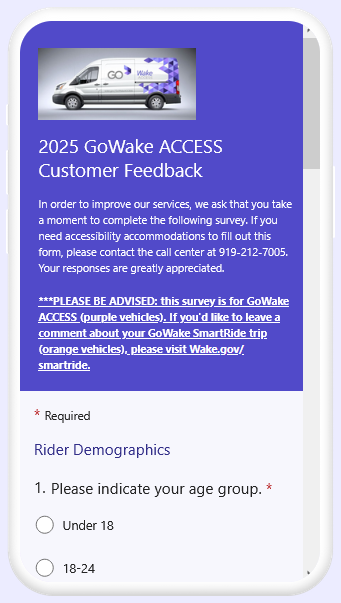 GO Wake
2025 GoWake ACCESS
Customer Feedback
In order to improve our services, we ask that you take
a moment to complete the following survey. If you
need accessibility accommodations to fill out this
form, please contact the call center at 919-212-7005.
Your responses are greatly appreciated.
***PLEASE BE ADVISED: this survey is for GoWake
ACCESS (purple vehicles). If you'd like to leave a
comment about your GoWake SmartRide trip
(orange vehicles), please visit Wake.gov/
smartride.
* Required
Rider Demographics
1. Please indicate your age group. *
Under 18
18-24